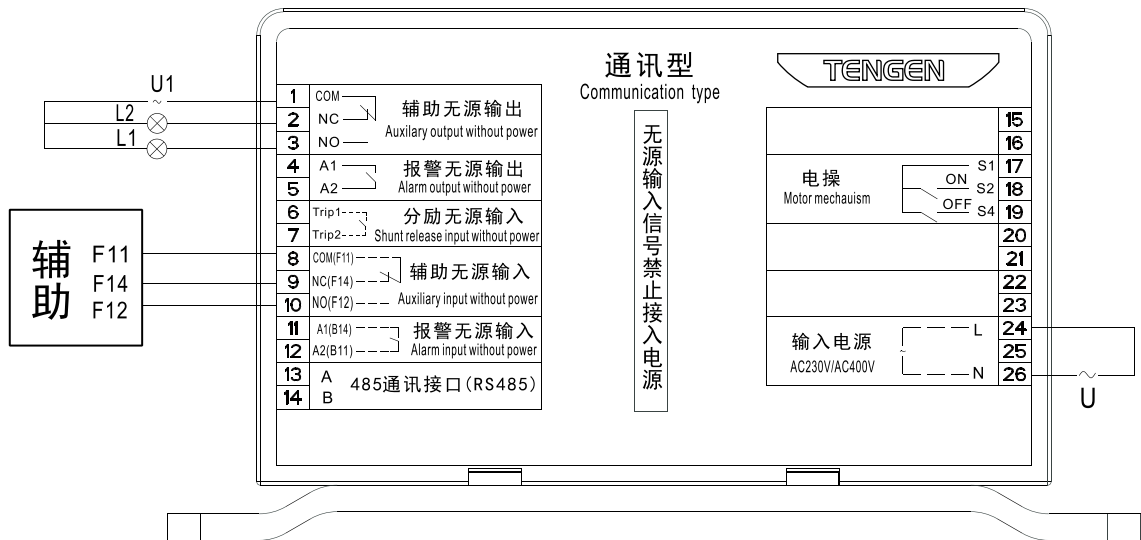 通讯型
Communication type
TENGEN
U1
L2
L1
1 COM
2 NC
3 NO
辅助无源输出
Auxilary output without power
4 A1
5 A2
报警无源输出
Alarm output without power
6 Trip1
7 Trip2
分励无源输入
Shunt release input without power
8 COM(F11)
9 NC(F14)
10 NO(F12)
辅助无源输入
Auxiliary input without power
11 A1(B14)
12 A2(B11)
报警无源输入
Alarm input without power
13 A
14 B
485通讯接口(RS485)
辅助
F11
F14
F12
无源输入信号禁止接入电源
15
16
电操
Motor mechauism
S1 17
ON S2 18
OFF S4 19
20
21
22
23
输入电源
AC230V/AC400V
L 24
25
N 26
~
U